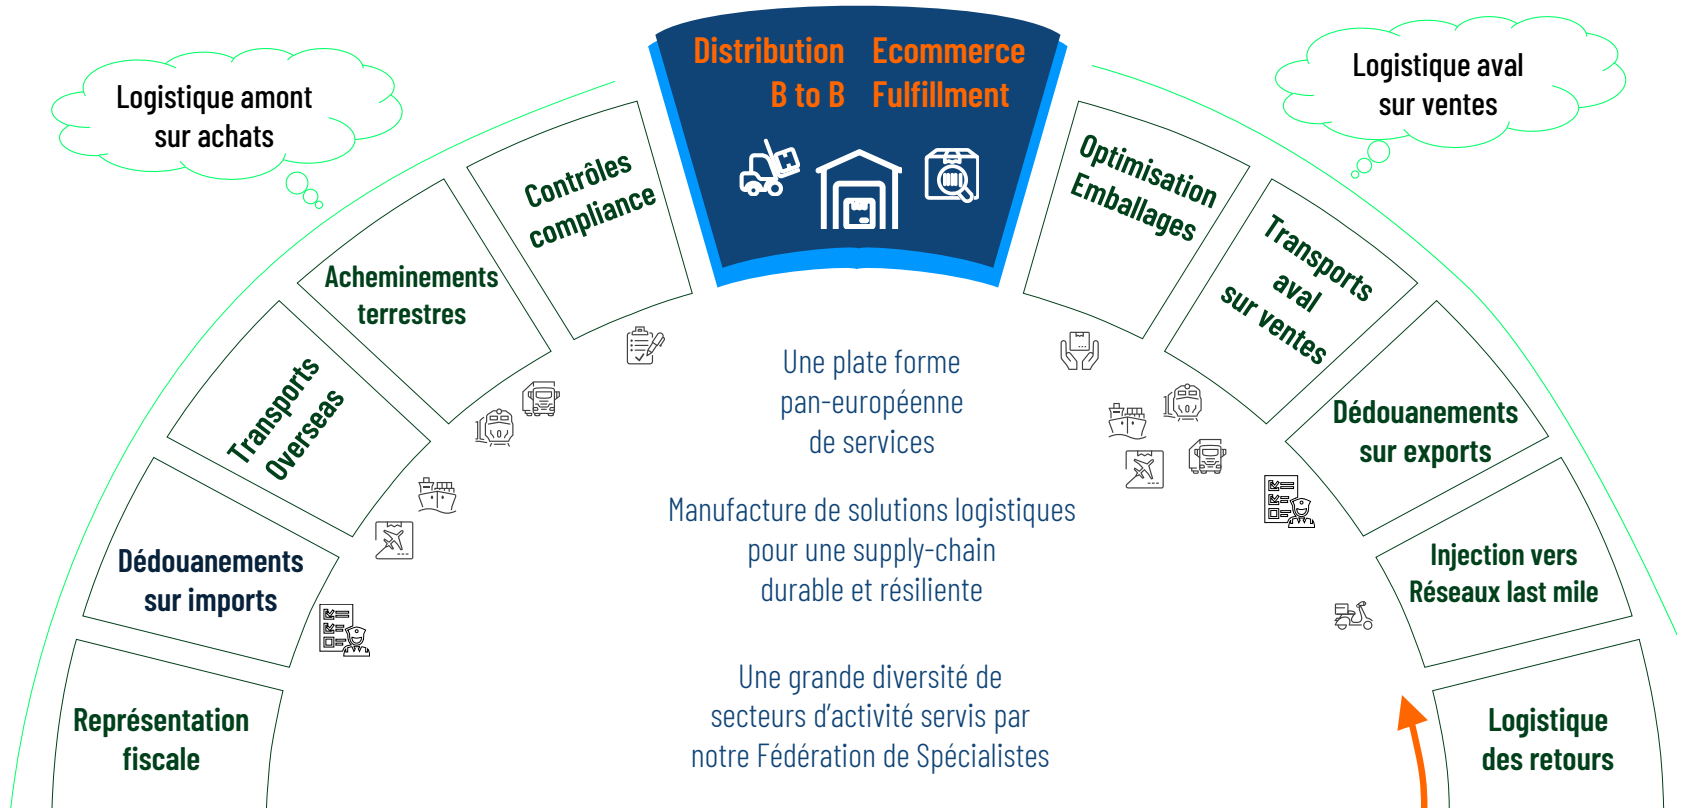 Logistique amont
sur achats
Distribution
B to B
Ecommerce
Fulfillment
Logistique aval
sur ventes
Contrôles
compliance
Acheminements
terrestres
Transports
Overseas
Dédouanements
sur imports
Représentation
fiscale
Optimisation
Emballages
Transports
aval
sur ventes
Dédouanements
sur exports
Injection vers
Réseaux last mile
Logistique
des retours
Une plate forme
pan-européenne
de services
Manufacture de solutions logistiques
pour une supply-chain
durable et résiliente
Une grande diversité de
secteurs d'activité servis par
notre Fédération de Spécialistes